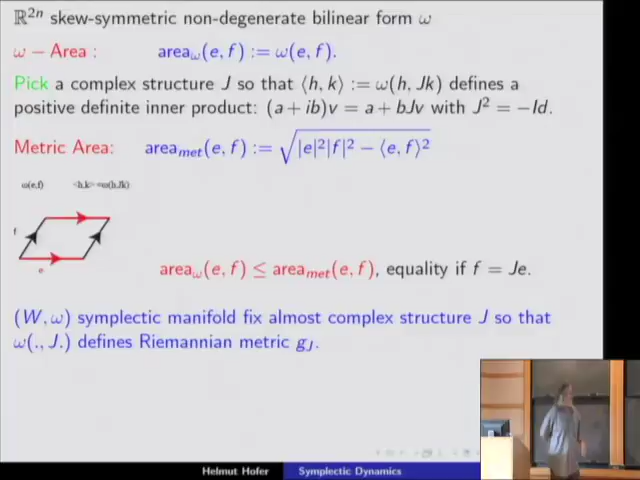 ℝ²ⁿ skew-symmetric non-degenerate bilinear form ω
ω − Area : area_ω(e, f) := ω(e, f).
Pick a complex structure J so that ⟨h, k⟩ := ω(h, Jk) defines a
positive definite inner product: (a + ib)v = a + bJv with J² = −Id.
Metric Area: area_met(e, f) := √(|e|²|f|² − ⟨e, f⟩²)
ω(e,f) <h,k>=ω(h,Jk)
f
e
area_ω(e, f) ≤ area_met(e, f), equality if f = Je.
(W, ω) symplectic manifold fix almost complex structure J so that
ω(., J.) defines Riemannian metric g_J.
Helmut Hofer Symplectic Dynamics